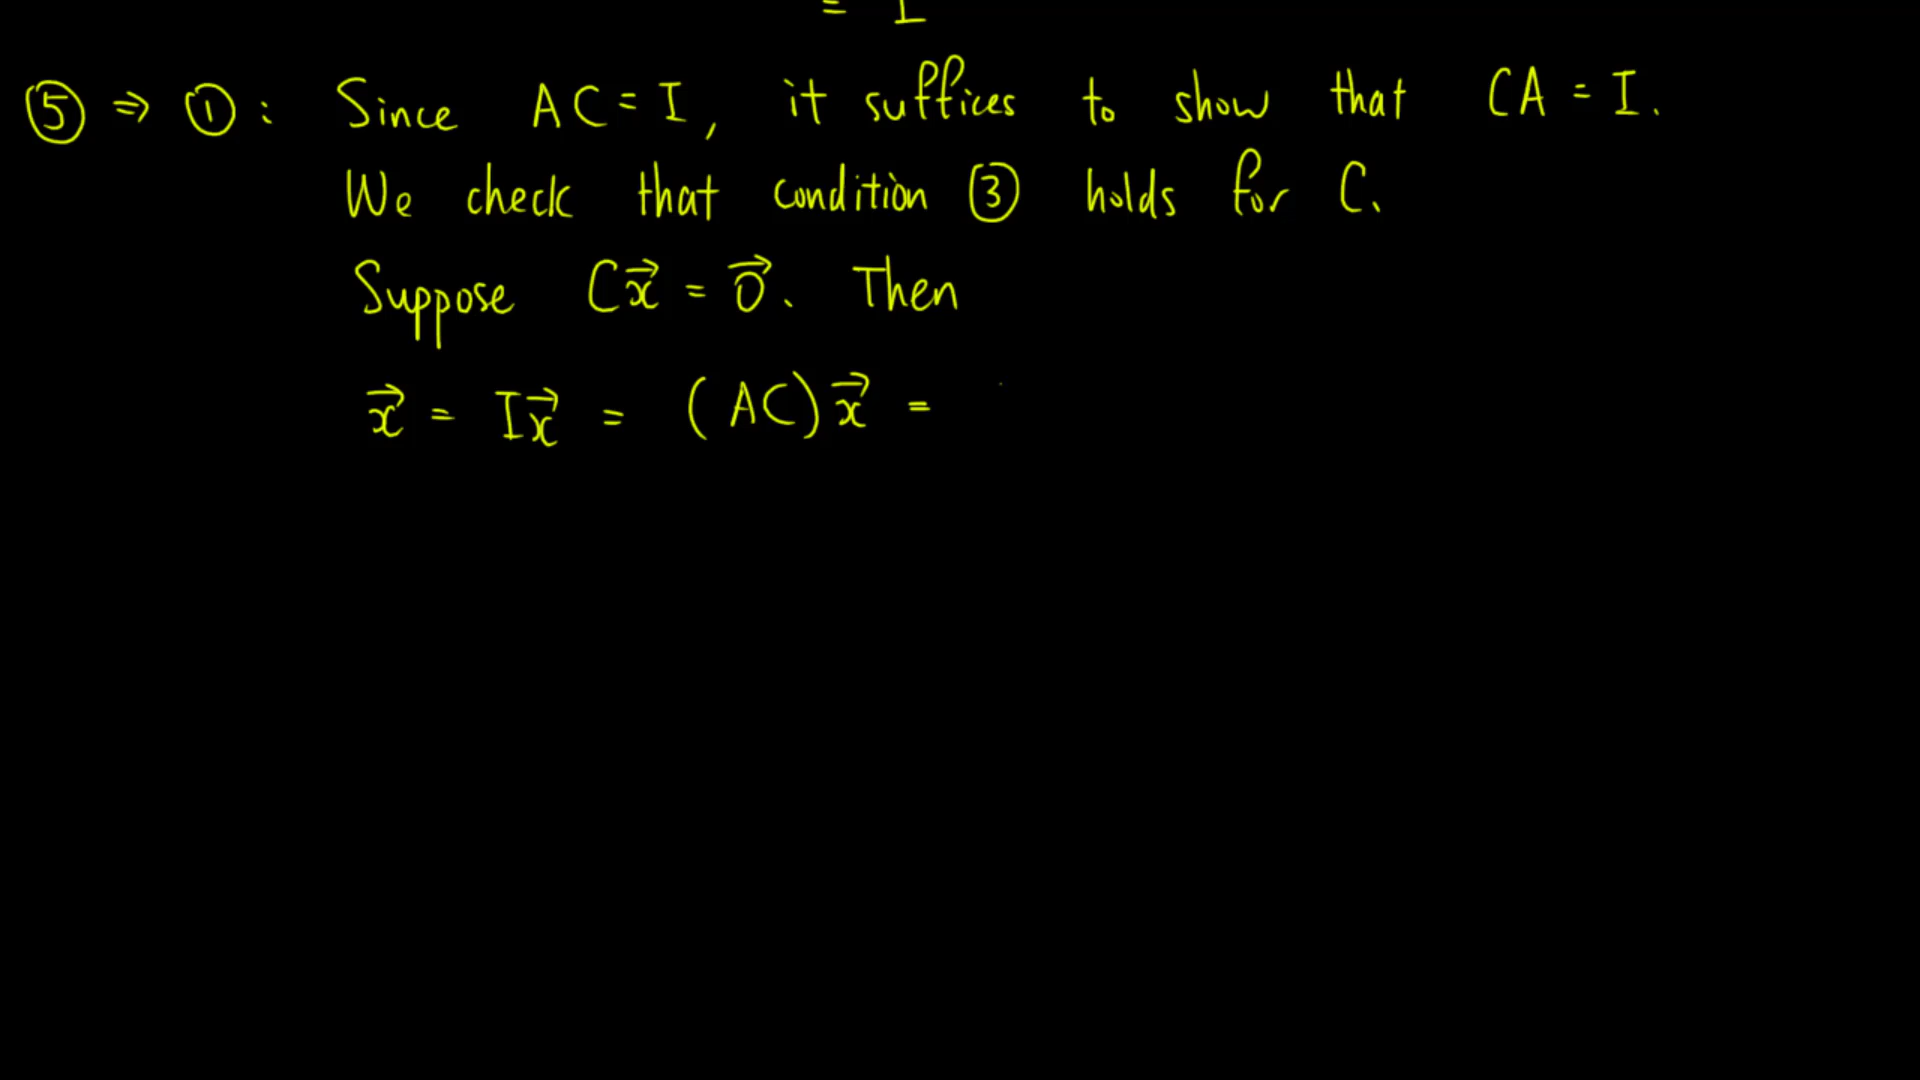 = I
⑤ ⇒ ①: Since AC = I, it suffices to show that CA = I.
We check that condition ③ holds for C.
Suppose Cx⃗ = 0⃗. Then
x⃗ = Ix⃗ = (AC)x⃗ =